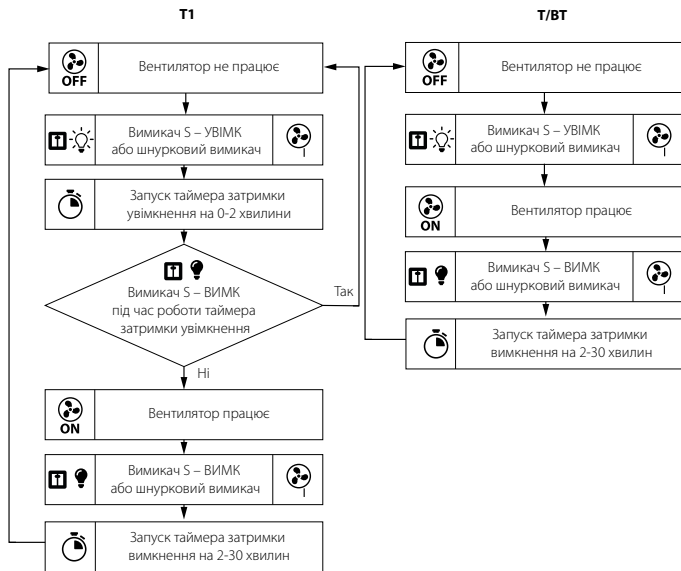 T1
OFF
Вентилятор не працює
Вимикач S – УВІМК
або шнурковий вимикач
Запуск таймера затримки
увімкнення на 0-2 хвилини
Вимикач S – ВИМК
під час роботи таймера
затримки увімкнення
Так
Ні
ON
Вентилятор працює
Вимикач S – ВИМК
або шнурковий вимикач
Запуск таймера затримки
вимкнення на 2-30 хвилин
T/BT
OFF
Вентилятор не працює
Вимикач S – УВІМК
або шнурковий вимикач
ON
Вентилятор працює
Вимикач S – ВИМК
або шнурковий вимикач
Запуск таймера затримки
вимкнення на 2-30 хвилин